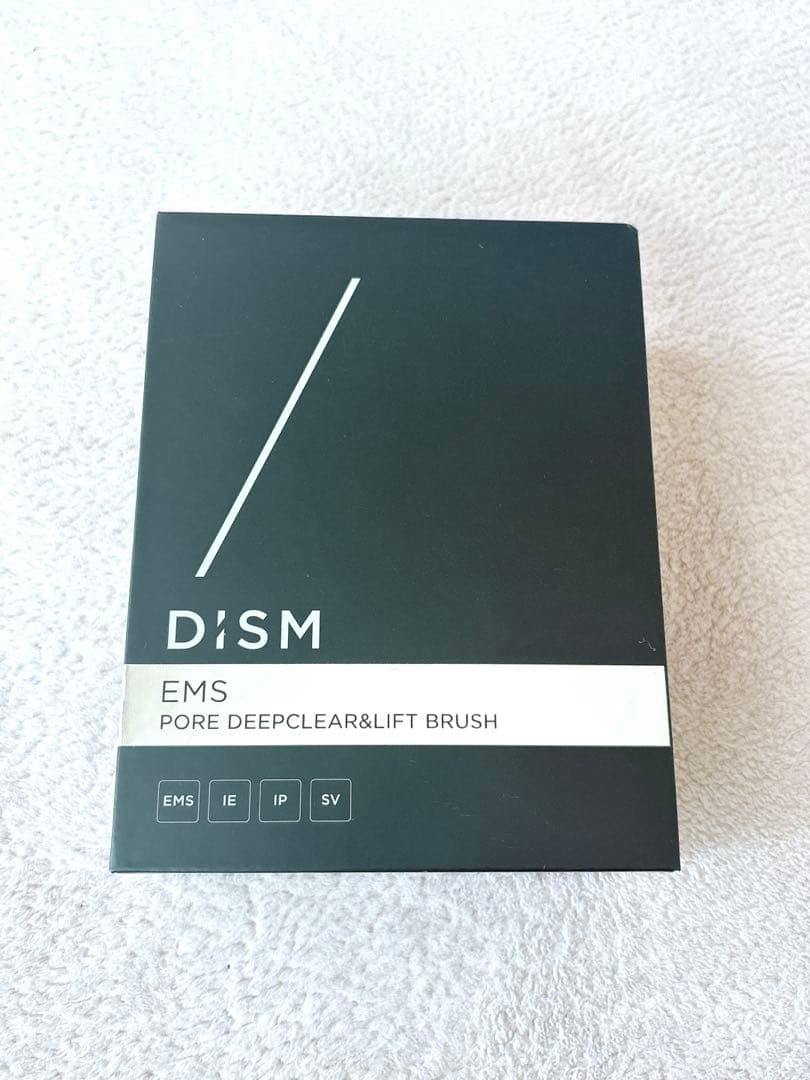 DISM
EMS
PORE DEEPCLEAR&LIFT BRUSH
EMS IE IP SV